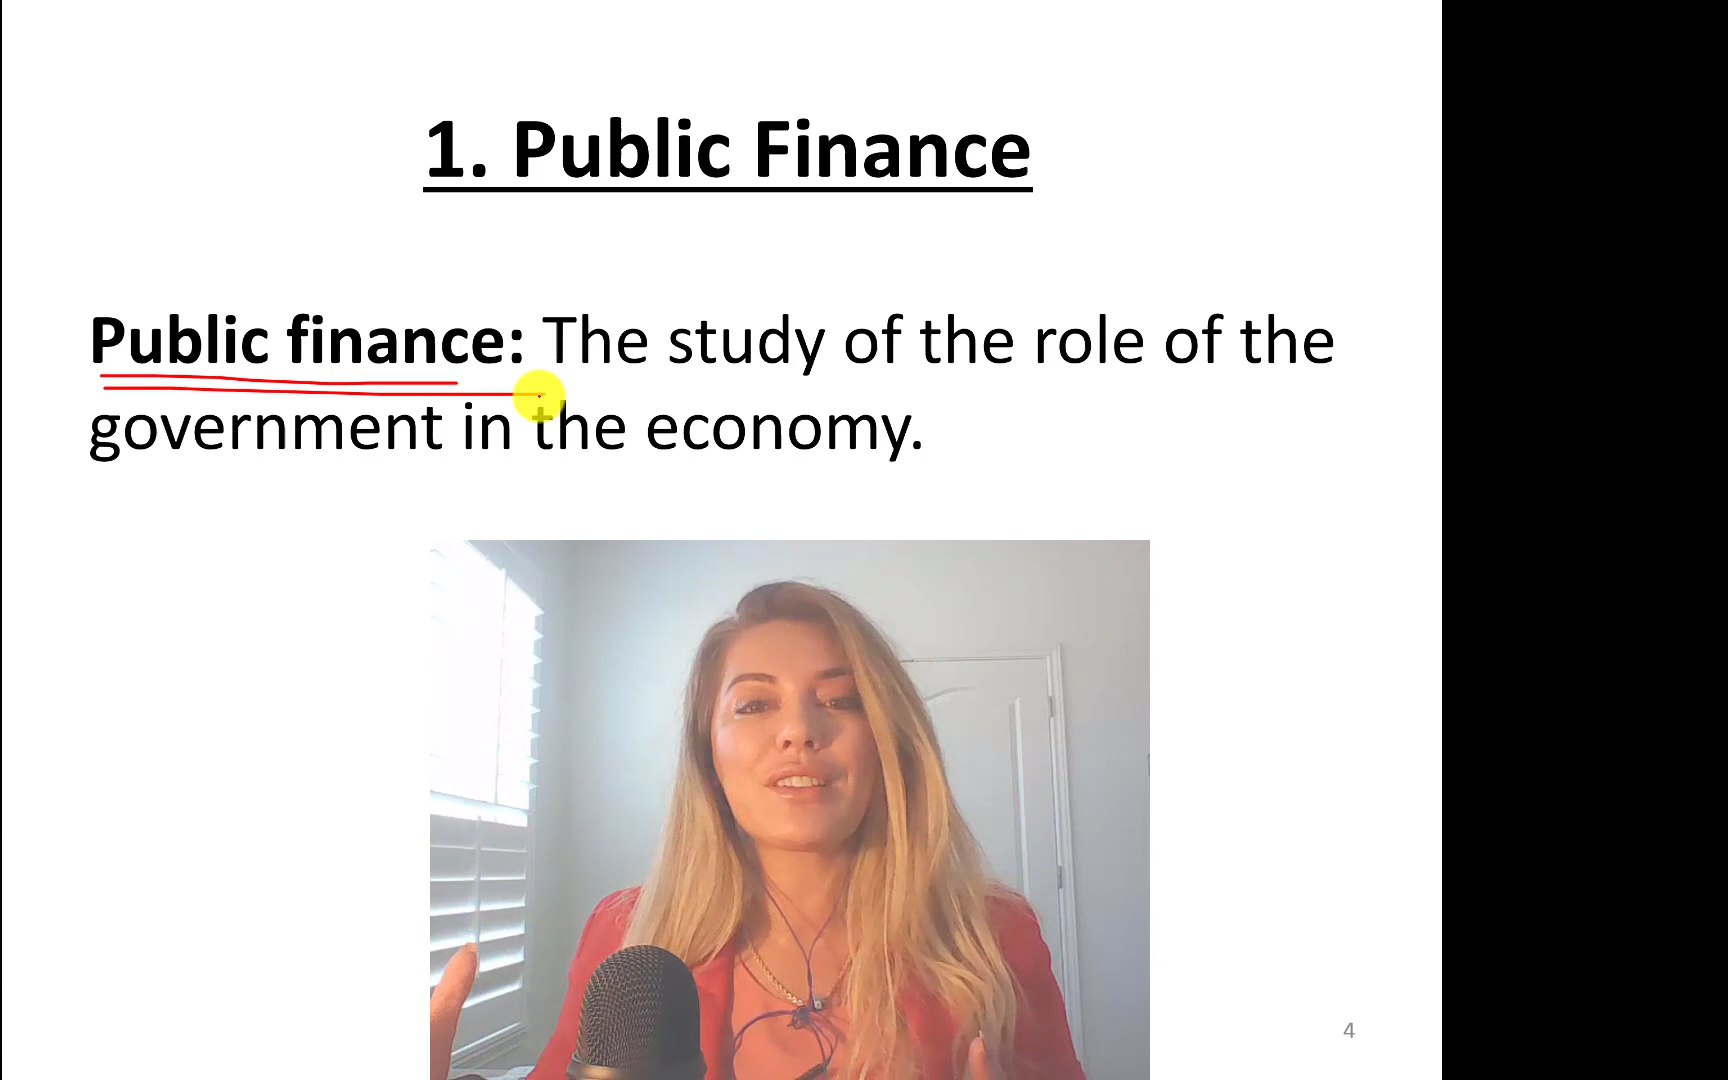 1. Public Finance
Public finance: The study of the role of the
government in the economy.
4